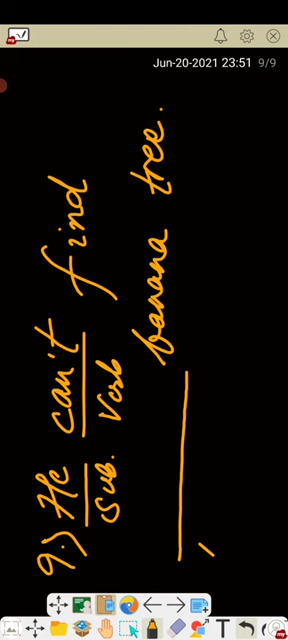 Jun-20-2021 23:51 9/9
9.) He can't find
Sub. Verb
banana tree.